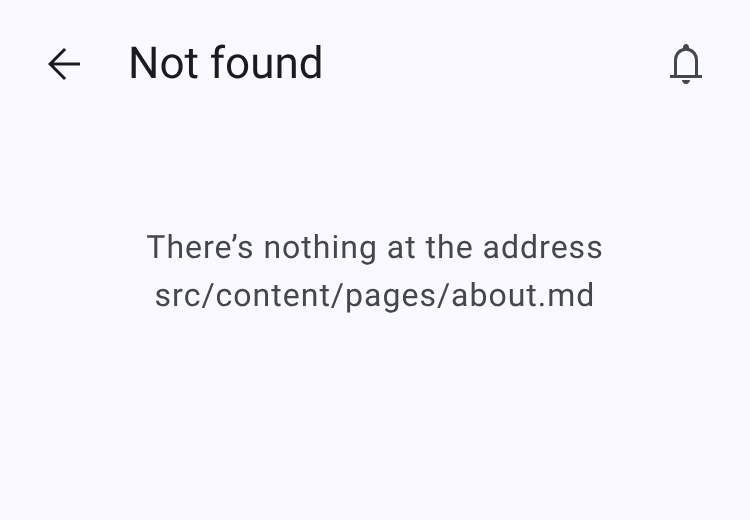 Not found
There’s nothing at the address
src/content/pages/about.md